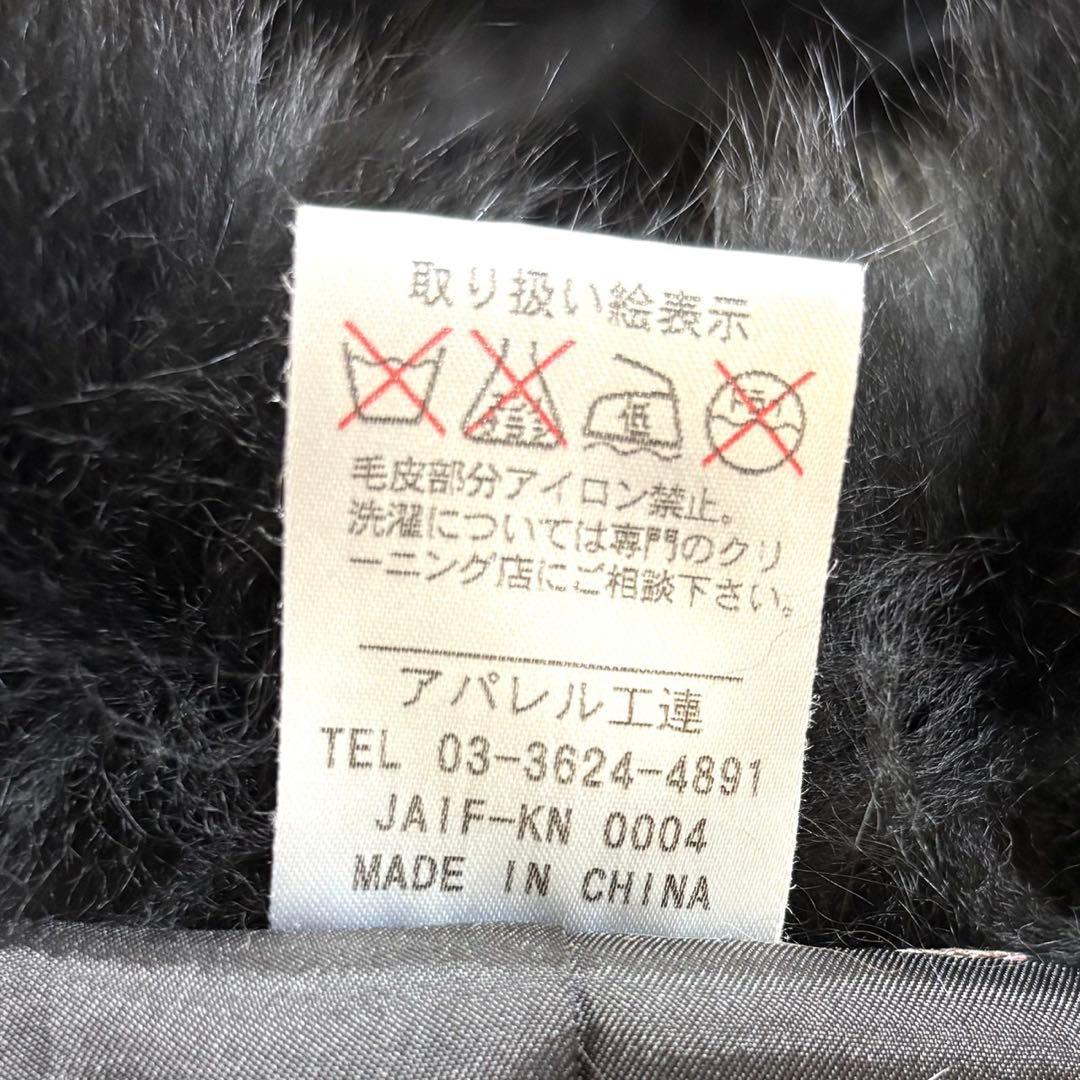 取り扱い絵表示
低
毛皮部分アイロン禁止。
洗濯については専門のクリ
ーニング店にご相談下さい。
アパレル工連
TEL 03-3624-4891
JAIF-KN 0004
MADE IN CHINA